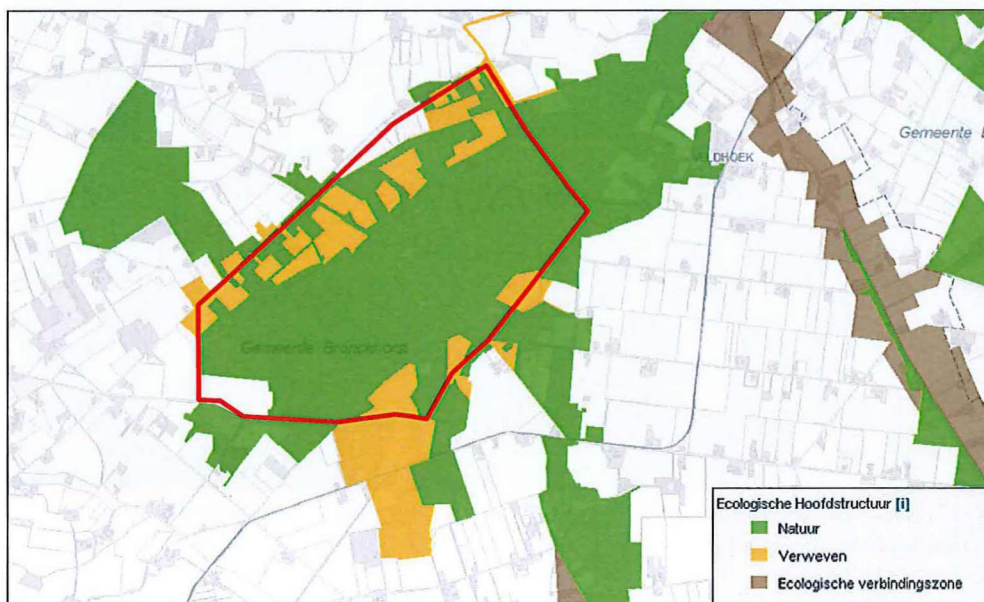 Gemeente
VELDHOEK
Gemeente Bronckhorst
Ecologische Hoofdstructuur [i]
Natuur
Verweven
Ecologische verbindingszone